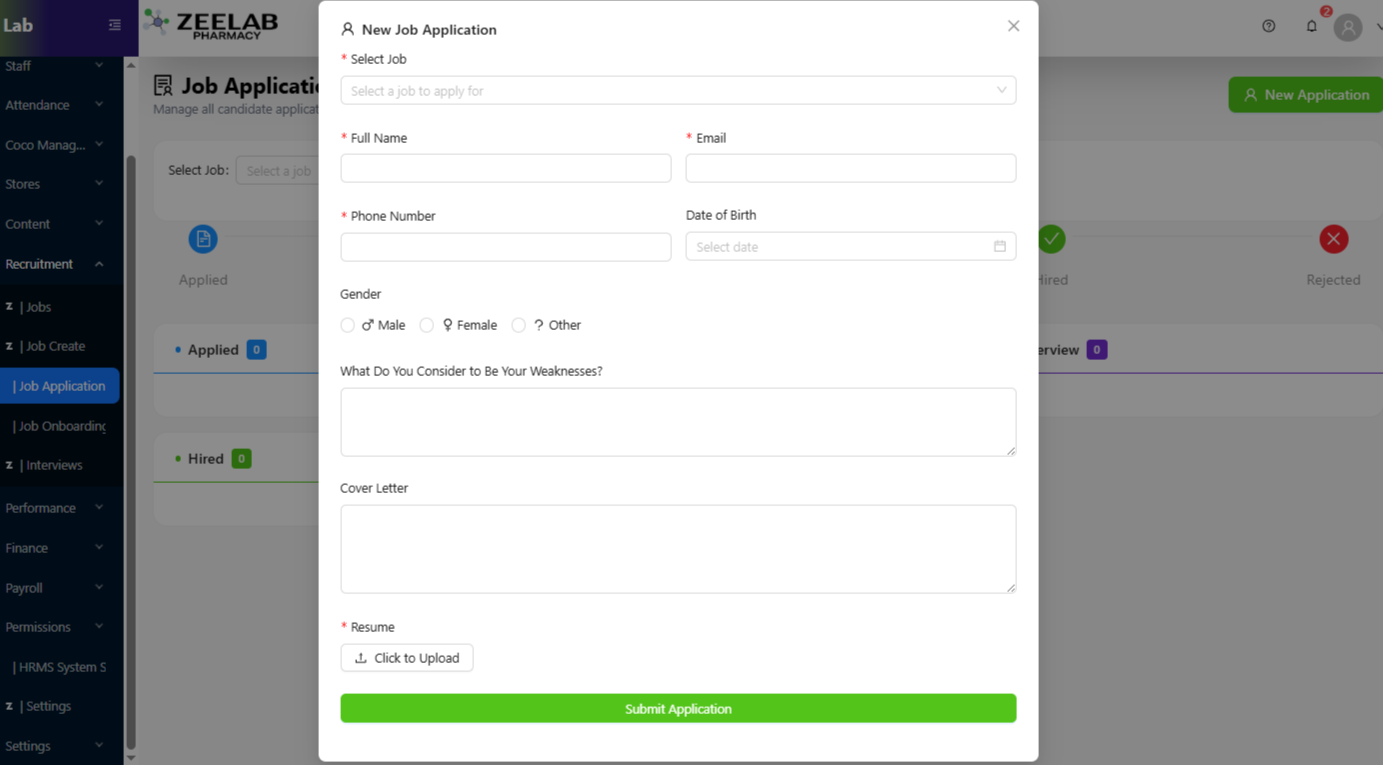 Lab
ZEELAB
PHARMACY
2
Staff
Attendance
Coco Manag...
Stores
Content
Recruitment
z | Jobs
z | Job Create
| Job Application
| Job Onboarding
z | Interviews
Performance
Finance
Payroll
Permissions
| HRMS System S
z | Settings
Settings
Job Applicatio
Manage all candidate applicat
New Application
Select Job:
Select a job
Applied
Hired
Rejected
Applied 0
erview 0
Hired 0
New Job Application
* Select Job
Select a job to apply for
* Full Name
* Email
* Phone Number
Date of Birth
Select date
Gender
♂ Male
♀ Female
? Other
What Do You Consider to Be Your Weaknesses?
Cover Letter
* Resume
Click to Upload
Submit Application